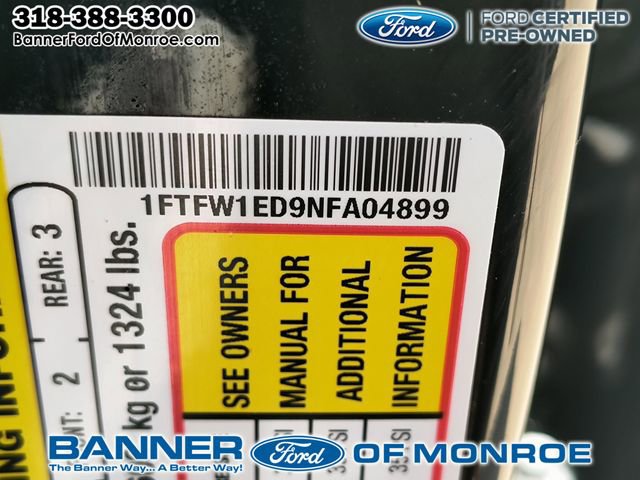 318-388-3300
BannerFordOfMonroe.com
Ford
FORD CERTIFIED
PRE-OWNED
1FTFW1ED9NFA04899
REAR: 3
2
kg or 1324 lbs.
SEE OWNERS
MANUAL FOR
ADDITIONAL
INFORMATION
BANNER
Ford
OF MONROE
The Banner Way... A Better Way!